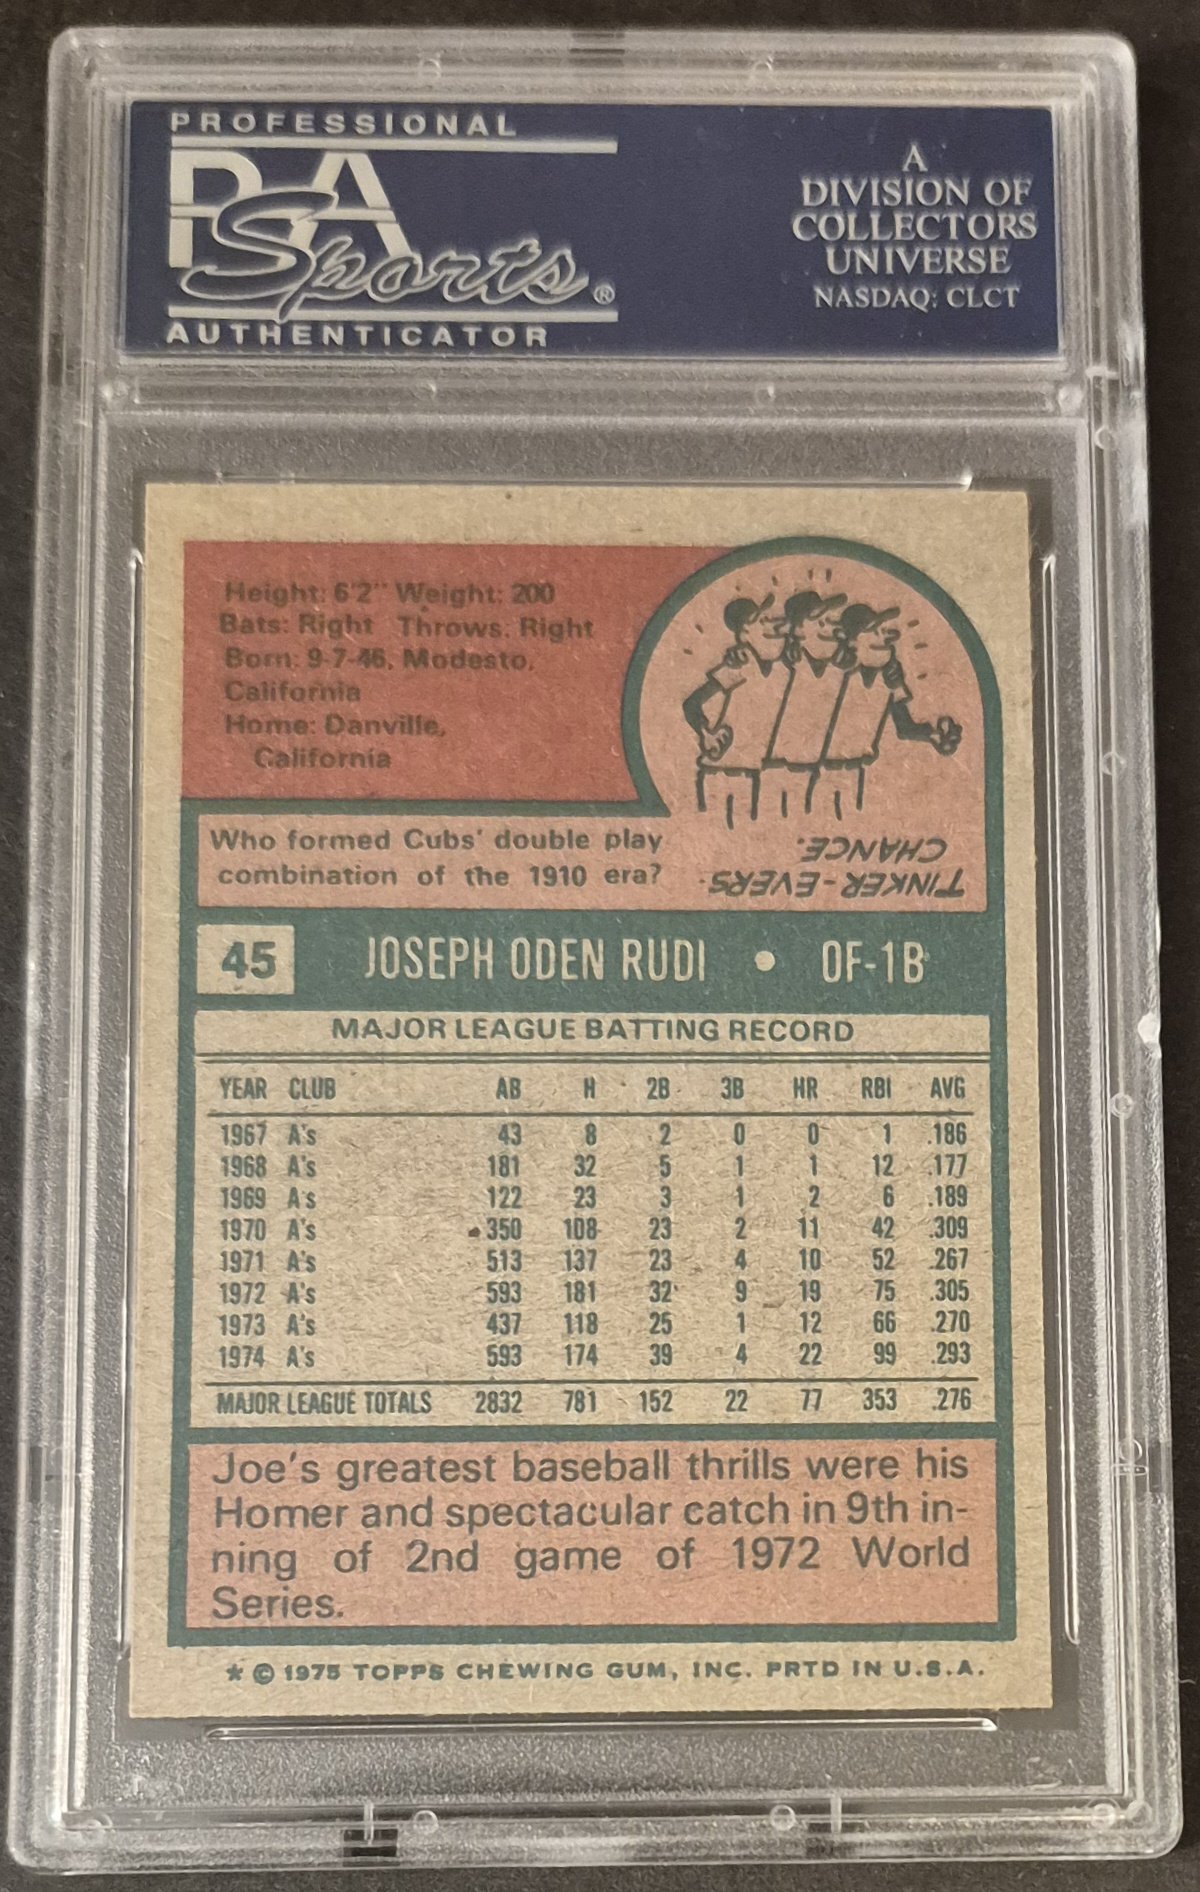 PROFESSIONAL
PSA
Sports®
AUTHENTICATOR
A
DIVISION OF
COLLECTORS
UNIVERSE
NASDAQ: CLCT
Height: 6'2" Weight: 200
Bats: Right Throws: Right
Born: 9-7-46, Modesto,
California
Home: Danville,
California
Who formed Cubs' double play
combination of the 1910 era?
TINKER-EVERS-
CHANCE.
45 JOSEPH ODEN RUDI • OF-1B
MAJOR LEAGUE BATTING RECORD
YEAR CLUB AB H 2B 3B HR RBI AVG
1967 A's 43 8 2 0 0 1 .186
1968 A's 181 32 5 1 1 12 .177
1969 A's 122 23 3 1 2 6 .189
1970 A's 350 108 23 2 11 42 .309
1971 A's 513 137 23 4 10 52 .267
1972 A's 593 181 32 9 19 75 .305
1973 A's 437 118 25 1 12 66 .270
1974 A's 593 174 39 4 22 99 .293
MAJOR LEAGUE TOTALS 2832 781 152 22 77 353 .276
Joe's greatest baseball thrills were his
Homer and spectacular catch in 9th in-
ning of 2nd game of 1972 World
Series.
* © 1975 TOPPS CHEWING GUM, INC. PRTD IN U.S.A.